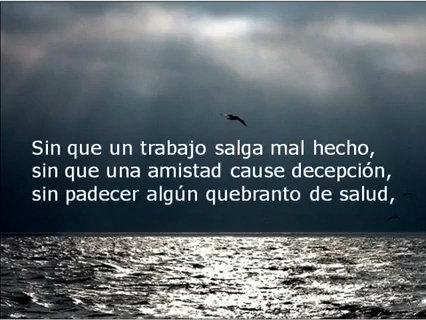 Sin que un trabajo salga mal hecho,
sin que una amistad cause decepción,
sin padecer algún quebranto de salud,